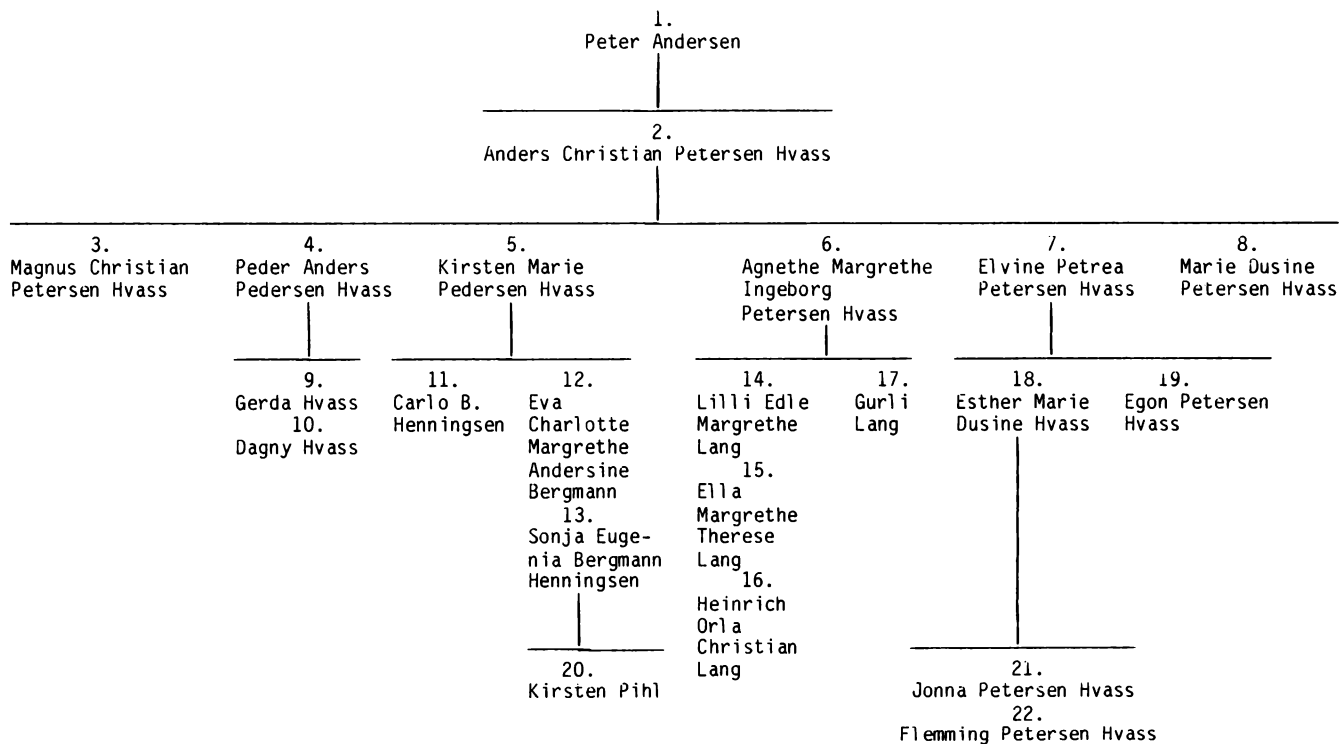 1.
Peter Andersen
2.
Anders Christian Petersen Hvass
3.
Magnus Christian
Petersen Hvass
4.
Peder Anders
Pedersen Hvass
5.
Kirsten Marie
Pedersen Hvass
6.
Agnethe Margrethe
Ingeborg
Petersen Hvass
7.
Elvine Petrea
Petersen Hvass
8.
Marie Dusine
Petersen Hvass
9.
Gerda Hvass
10.
Dagny Hvass
11.
Carlo B.
Henningsen
12.
Eva
Charlotte
Margrethe
Andersine
Bergmann
13.
Sonja Euge-
nia Bergmann
Henningsen
14.
Lilli Edle
Margrethe
Lang
15.
Ella
Margrethe
Therese
Lang
16.
Heinrich
Orla
Christian
Lang
17.
Gurli
Lang
18.
Esther Marie
Dusine Hvass
19.
Egon Petersen
Hvass
20.
Kirsten Pihl
21.
Jonna Petersen Hvass
22.
Flemming Petersen Hvass